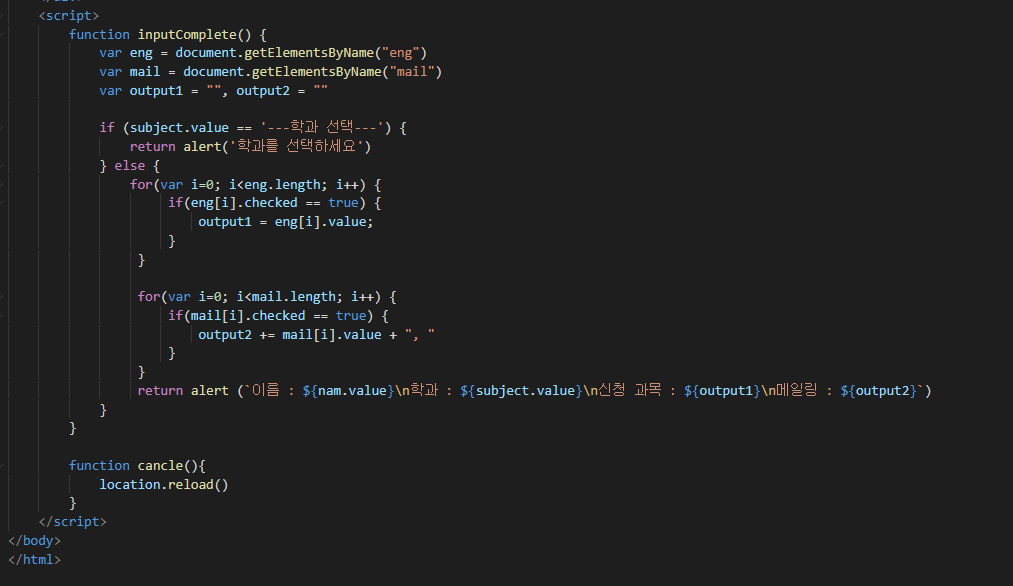 <script>
function inputComplete() {
var eng = document.getElementsByName("eng")
var mail = document.getElementsByName("mail")
var output1 = "", output2 = ""
if (subject.value == '---학과 선택---') {
return alert('학과를 선택하세요')
} else {
for(var i=0; i<eng.length; i++) {
if(eng[i].checked == true) {
output1 = eng[i].value;
}
}
for(var i=0; i<mail.length; i++) {
if(mail[i].checked == true) {
output2 += mail[i].value + ", "
}
}
return alert (`이름 : ${nam.value}\n학과 : ${subject.value}\n신청 과목 : ${output1}\n메일링 : ${output2}`)
}
}
function cancle(){
location.reload()
}
</script>
</body>
</html>